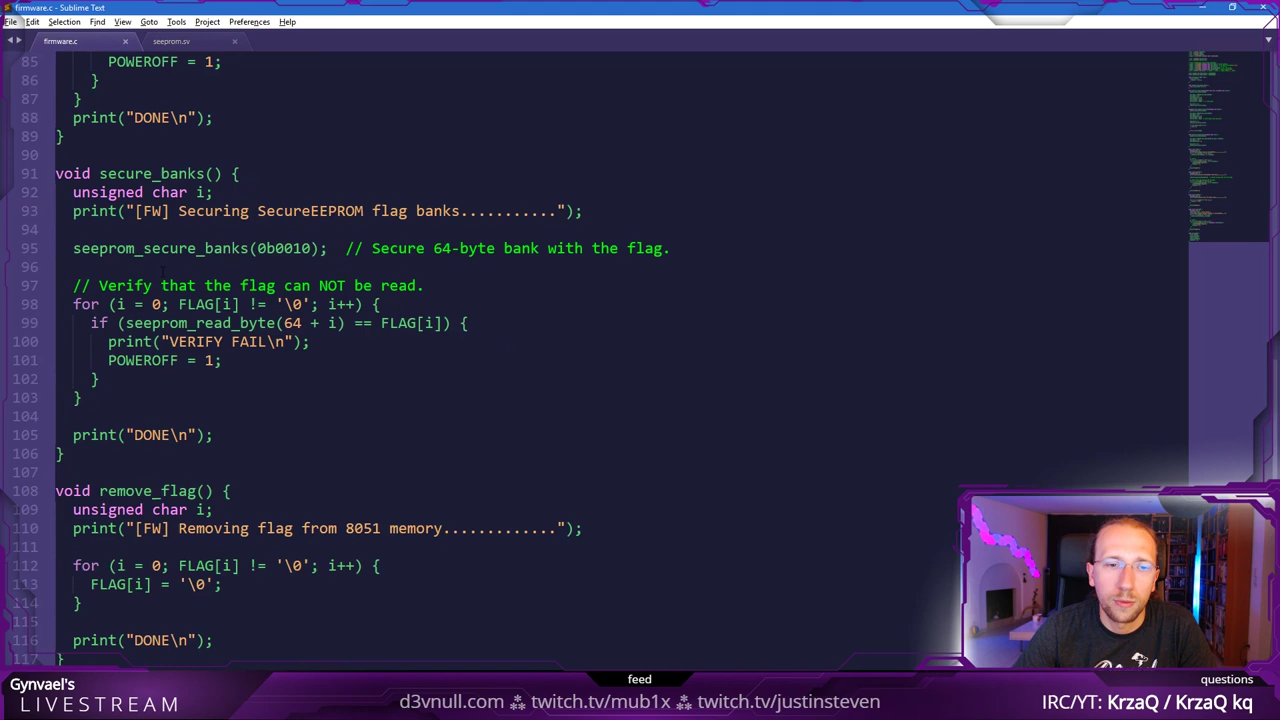 firmware.c - Sublime Text
File Edit Selection Find View Goto Tools Project Preferences Help
firmware.c × seeprom.sv ×
85 POWEROFF = 1;
86 }
87 }
88 print("DONE\n");
89 }
90
91 void secure_banks() {
92 unsigned char i;
93 print("[FW] Securing SecureEEPROM flag banks...........");
94
95 seeprom_secure_banks(0b0010); // Secure 64-byte bank with the flag.
96
97 // Verify that the flag can NOT be read.
98 for (i = 0; FLAG[i] != '\0'; i++) {
99 if (seeprom_read_byte(64 + i) == FLAG[i]) {
100 print("VERIFY FAIL\n");
101 POWEROFF = 1;
102 }
103 }
104
105 print("DONE\n");
106 }
107
108 void remove_flag() {
109 unsigned char i;
110 print("[FW] Removing flag from 8051 memory.............");
111
112 for (i = 0; FLAG[i] != '\0'; i++) {
113 FLAG[i] = '\0';
114 }
115
116 print("DONE\n");
117 }
Gynvael's feed questions
LIVESTREAM d3vnull.com ⁂ twitch.tv/mub1x ⁂ twitch.tv/justinsteven IRC/YT: KrzaQ / KrzaQ kq